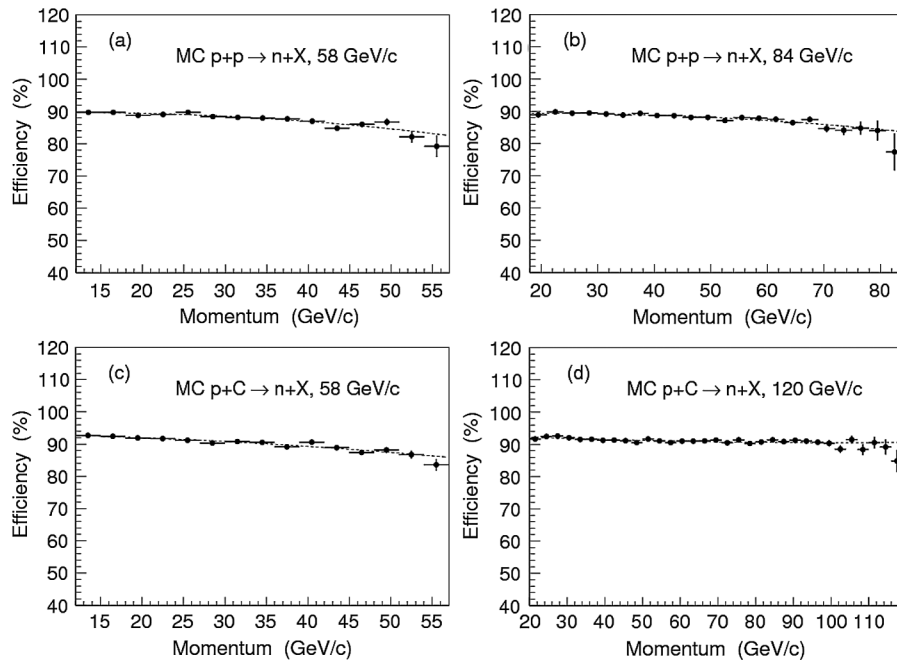 (a)
MC p+p → n+X, 58 GeV/c
Efficiency (%)
120
110
100
90
80
70
60
50
40
15 20 25 30 35 40 45 50 55
Momentum (GeV/c)
(b)
MC p+p → n+X, 84 GeV/c
Efficiency (%)
120
110
100
90
80
70
60
50
40
20 30 40 50 60 70 80
Momentum (GeV/c)
(c)
MC p+C → n+X, 58 GeV/c
Efficiency (%)
120
110
100
90
80
70
60
50
40
15 20 25 30 35 40 45 50 55
Momentum (GeV/c)
(d)
MC p+C → n+X, 120 GeV/c
Efficiency (%)
120
110
100
90
80
70
60
50
40
20 30 40 50 60 70 80 90 100 110
Momentum (GeV/c)